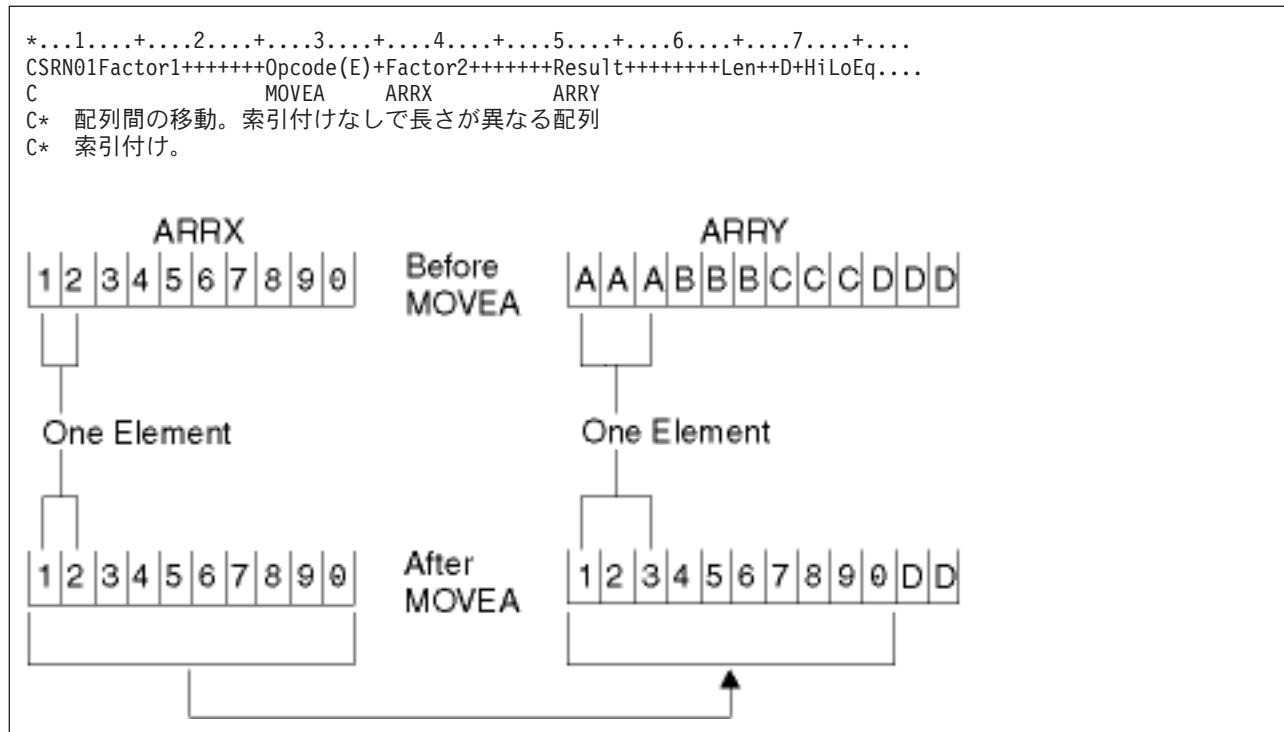 *...1....+....2....+....3....+....4....+....5....+....6....+....7....+....
CSRN01Factor1+++++++Opcode(E)+Factor2+++++++Result++++++++Len++D+HiLoEq....
C                   MOVEA     ARRX          ARRY
C*  配列間の移動。索引付けなしで長さが異なる配列
C*  索引付け。
ARRX ARRY
1 2 3 4 5 6 7 8 9 0 Before MOVEA A A A B B B C C C D D D
One Element One Element
1 2 3 4 5 6 7 8 9 0 After MOVEA 1 2 3 4 5 6 7 8 9 0 D D